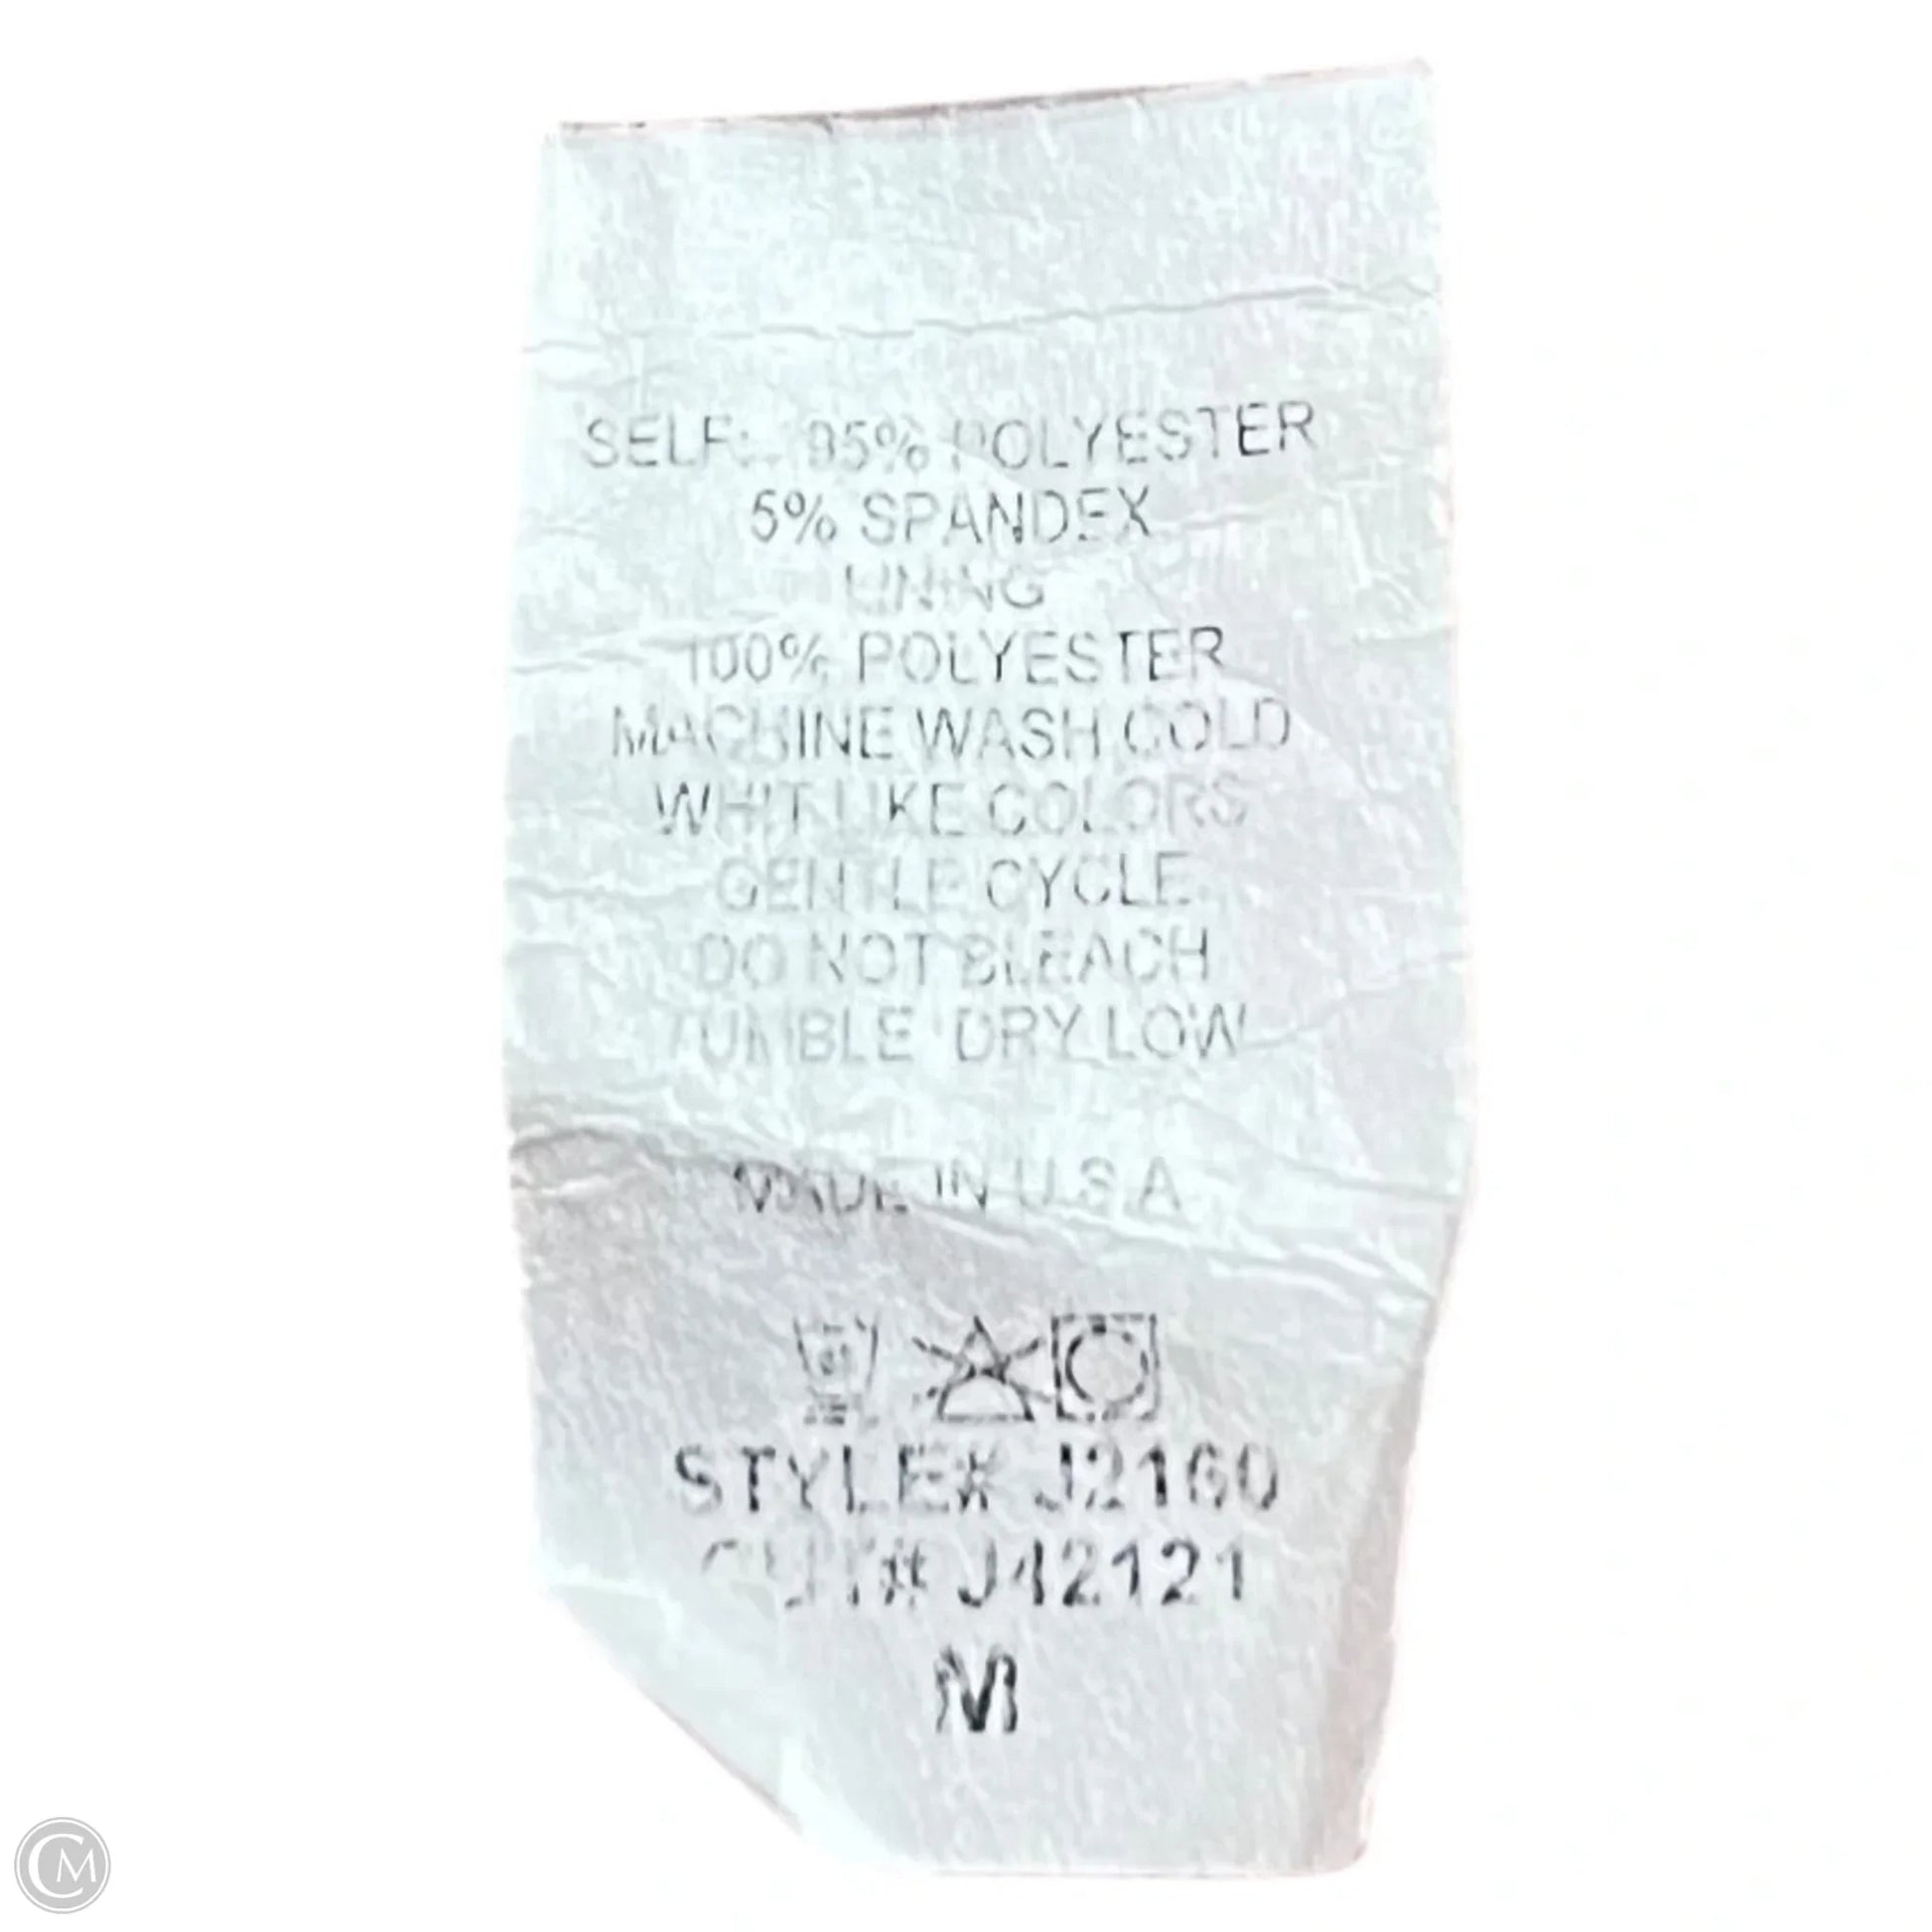 SELF: 95% POLYESTER
5% SPANDEX
LINING
100% POLYESTER
MACHINE WASH COLD
WHIT LIKE COLORS
GENTLE CYCLE
DO NOT BLEACH
TUMBLE DRY LOW
MADE IN U.S.A
STYLE# J2160
CUT# J42121
M
CM